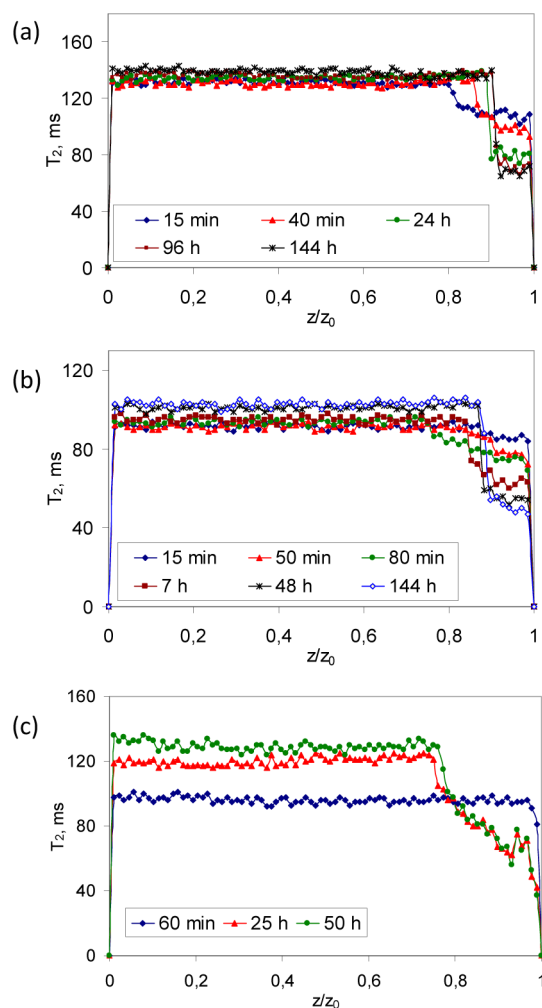 (a)
160
120
80
40
0
T2, ms
15 min 40 min 24 h
96 h 144 h
0 0,2 0,4 0,6 0,8 1
z/z0
(b)
120
80
40
0
T2, ms
15 min 50 min 80 min
7 h 48 h 144 h
0 0,2 0,4 0,6 0,8 1
z/z0
(c)
160
120
80
40
0
T2, ms
60 min 25 h 50 h
0 0,2 0,4 0,6 0,8 1
z/z0